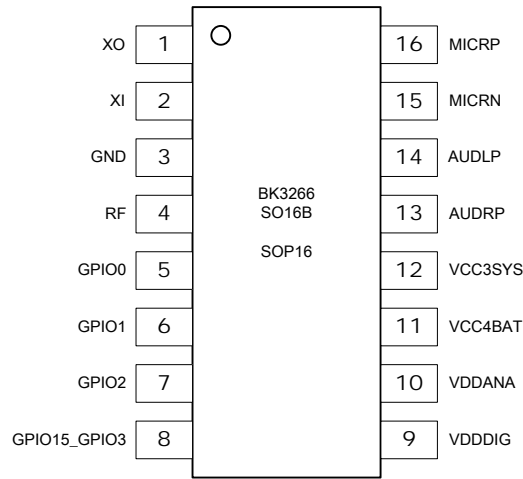 XO 1 16 MICRP
XI 2 15 MICRN
GND 3 14 AUDLP
RF 4 13 AUDRP
BK3266
SO16B
SOP16
GPIO0 5 12 VCC3SYS
GPIO1 6 11 VCC4BAT
GPIO2 7 10 VDDANA
GPIO15_GPIO3 8 9 VDDDIG